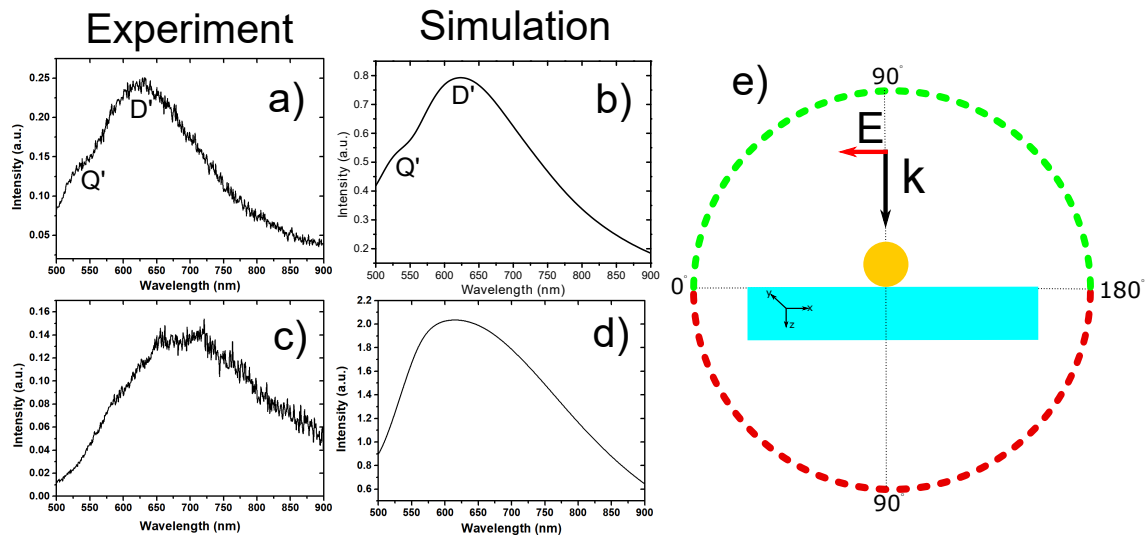 Experiment
Simulation
a)
0.25
0.20
0.15
0.10
0.05
Intensity (a.u.)
D'
Q'
500 550 600 650 700 750 800 850 900
Wavelength (nm)
b)
0.8
0.7
0.6
0.5
0.4
0.3
0.2
Intensity (a.u.)
D'
Q'
500 550 600 650 700 750 800 850 900
Wavelength (nm)
c)
0.16
0.14
0.12
0.10
0.08
0.06
0.04
0.02
0.00
Intensity (a.u.)
500 550 600 650 700 750 800 850 900
Wavelength (nm)
d)
2.0
1.8
1.6
1.4
1.2
1.0
0.8
0.6
Intensity (a.u.)
500 550 600 650 700 750 800 850 900
Wavelength (nm)
e)
90°
E
k
0°
180°
y
x
z
90°